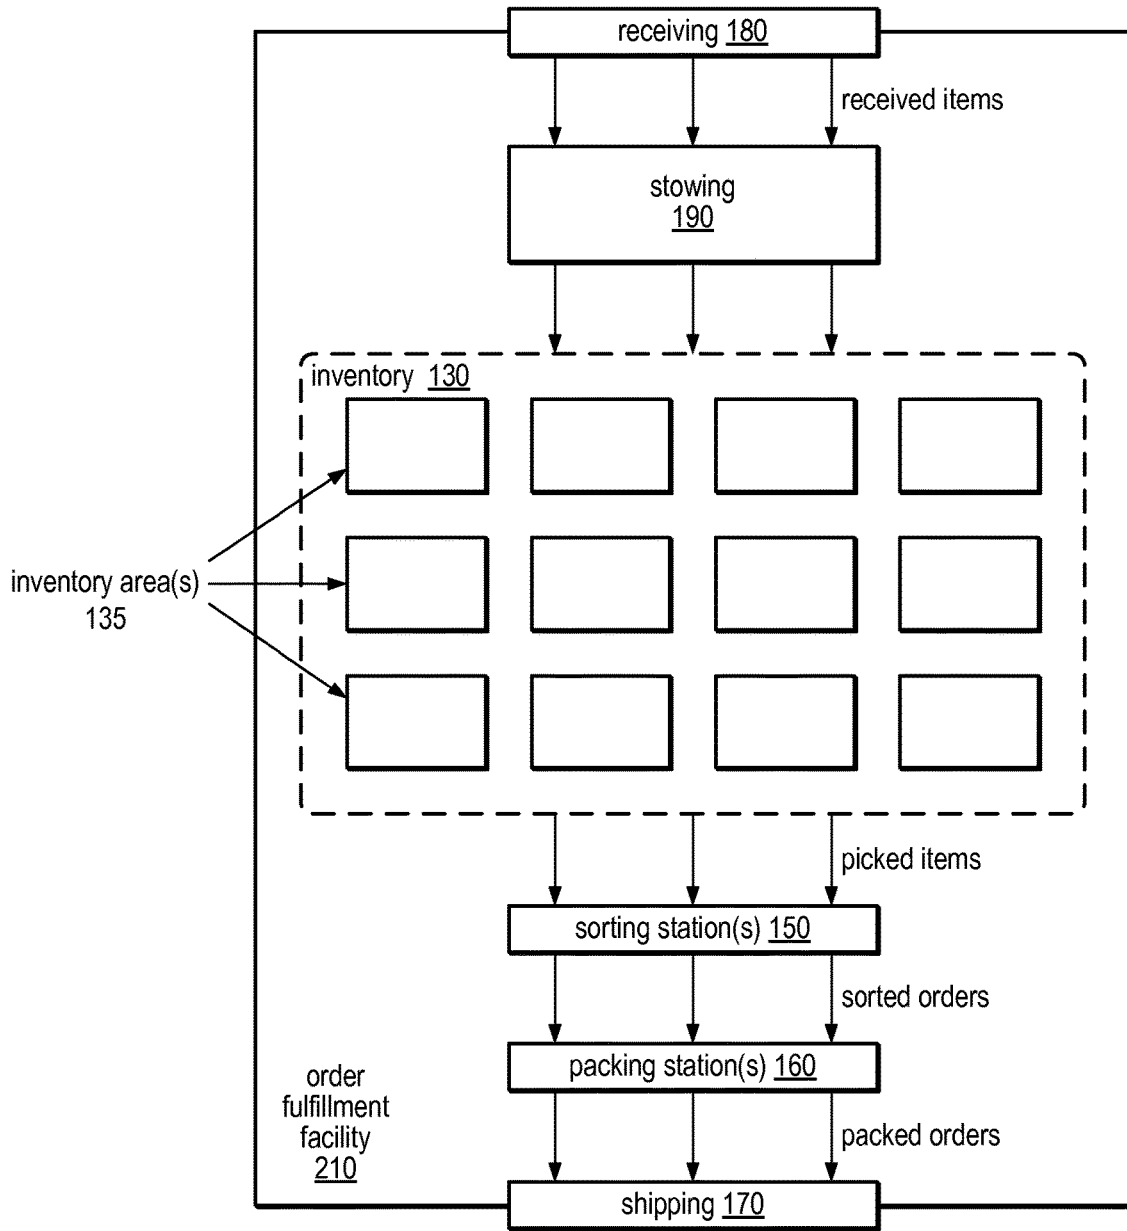 receiving 180
received items
stowing
190
inventory 130
inventory area(s)
135
picked items
sorting station(s) 150
sorted orders
packing station(s) 160
order
fulfillment
facility
210
packed orders
shipping 170